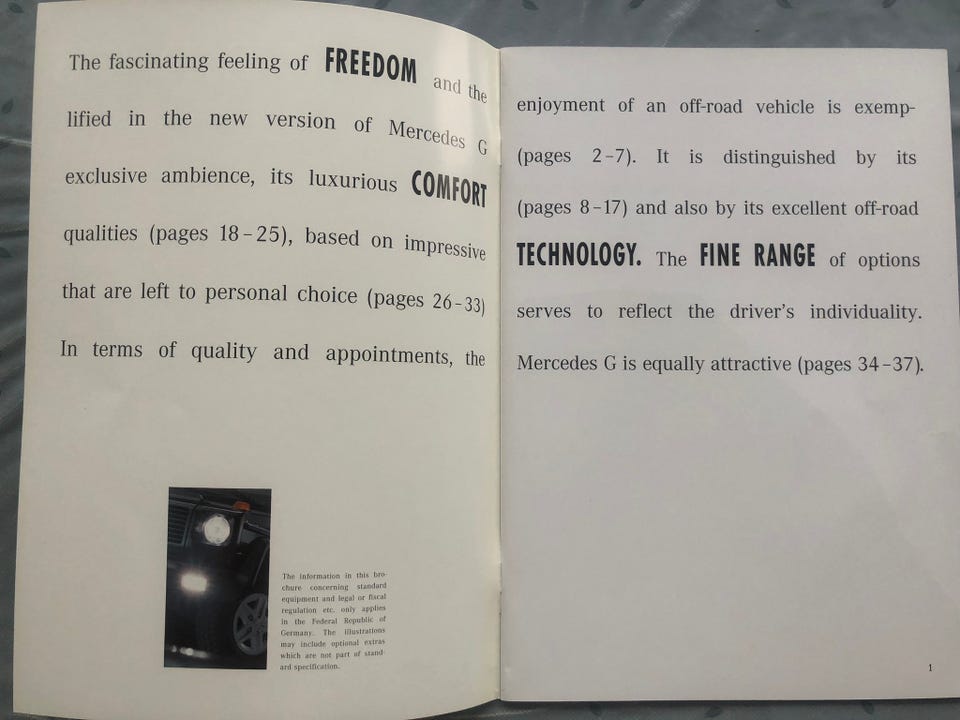 The fascinating feeling of FREEDOM and the enjoyment of an off-road vehicle is exemp-
lified in the new version of Mercedes G (pages 2–7). It is distinguished by its
exclusive ambience, its luxurious COMFORT (pages 8–17) and also by its excellent off-road
qualities (pages 18–25), based on impressive TECHNOLOGY. The FINE RANGE of options
that are left to personal choice (pages 26–33) serves to reflect the driver's individuality.
In terms of quality and appointments, the Mercedes G is equally attractive (pages 34–37).
The information in this bro-
chure concerning standard
equipment and legal or fiscal
regulation etc. only applies
in the Federal Republic of
Germany. The illustrations
may include optional extras
which are not part of stand-
ard specification.
1